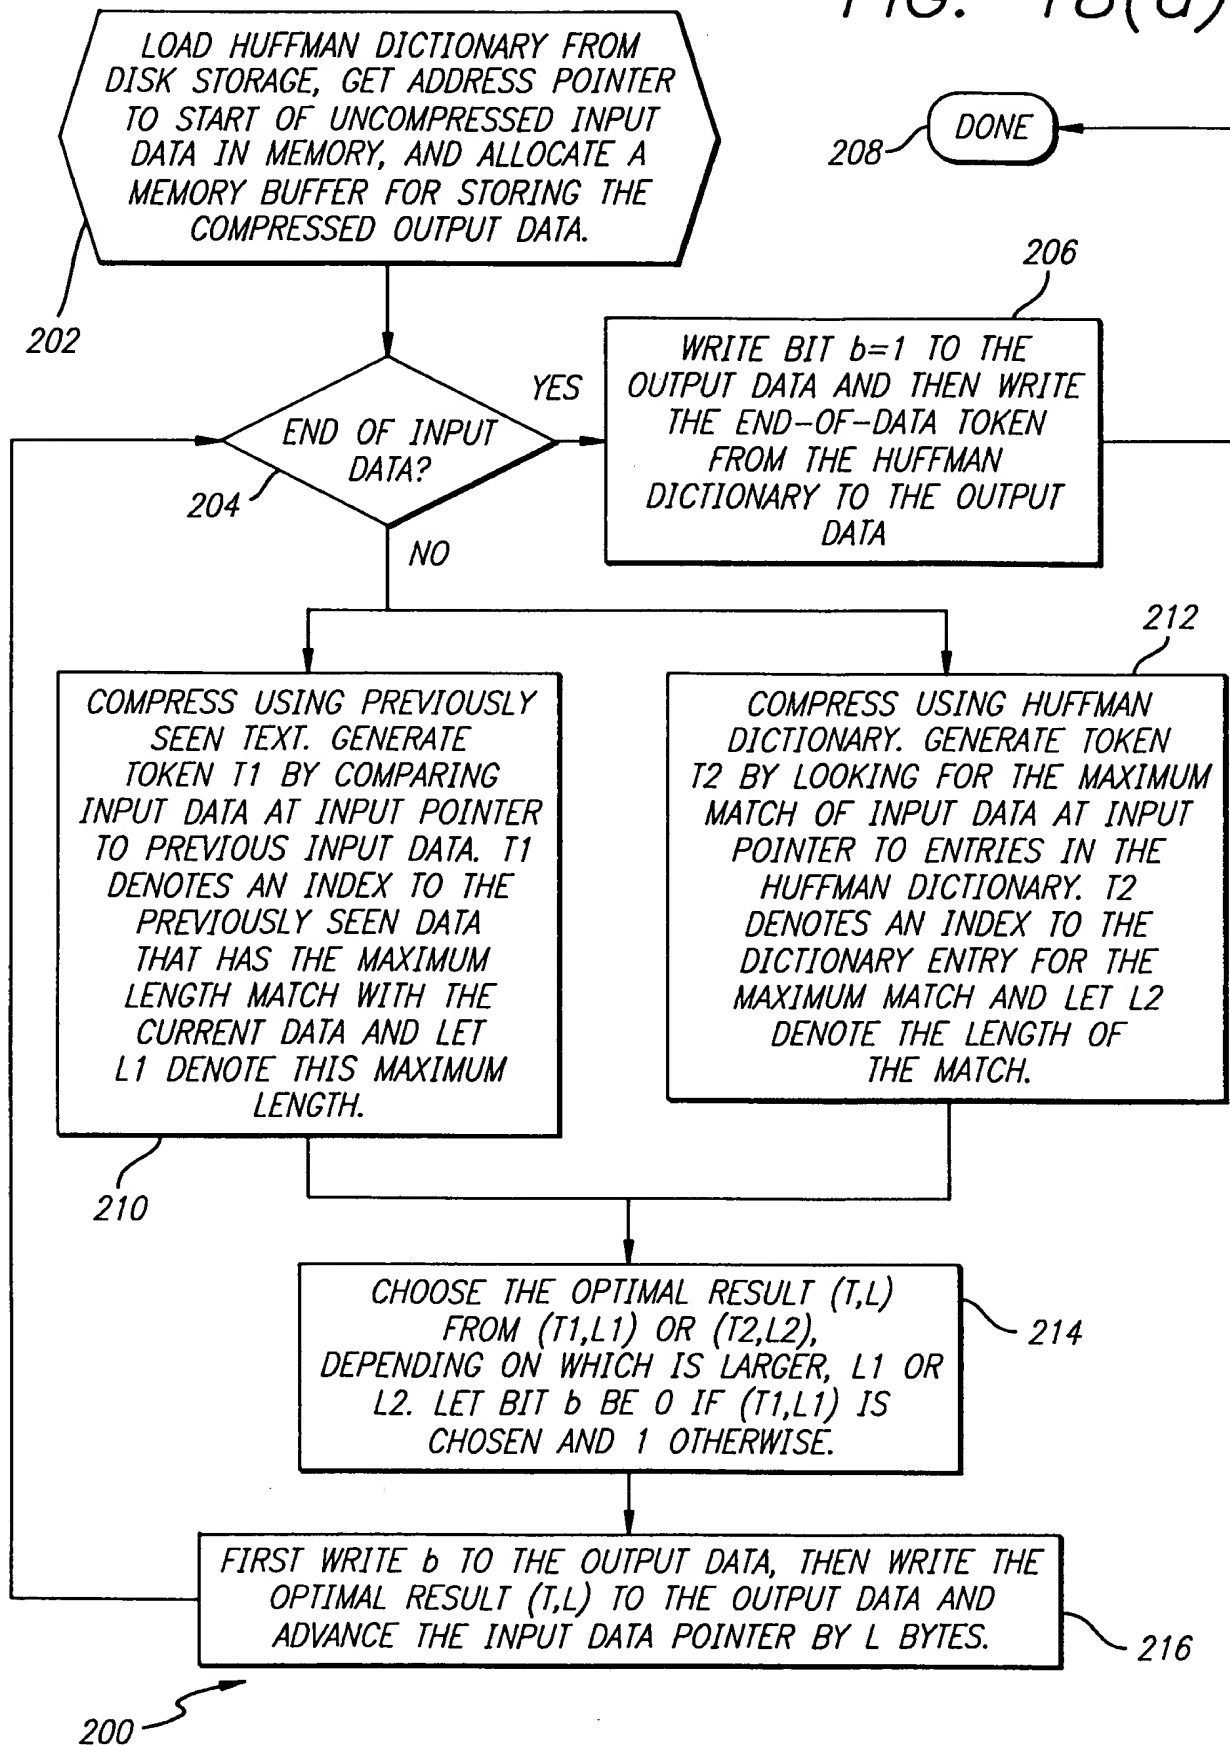 FIG. 18(a)
LOAD HUFFMAN DICTIONARY FROM
DISK STORAGE, GET ADDRESS POINTER
TO START OF UNCOMPRESSED INPUT
DATA IN MEMORY, AND ALLOCATE A
MEMORY BUFFER FOR STORING THE
COMPRESSED OUTPUT DATA.
202
DONE
208
206
END OF INPUT
DATA?
204
YES
NO
WRITE BIT b=1 TO THE
OUTPUT DATA AND THEN WRITE
THE END-OF-DATA TOKEN
FROM THE HUFFMAN
DICTIONARY TO THE OUTPUT
DATA
212
COMPRESS USING PREVIOUSLY
SEEN TEXT. GENERATE
TOKEN T1 BY COMPARING
INPUT DATA AT INPUT POINTER
TO PREVIOUS INPUT DATA. T1
DENOTES AN INDEX TO THE
PREVIOUSLY SEEN DATA
THAT HAS THE MAXIMUM
LENGTH MATCH WITH THE
CURRENT DATA AND LET
L1 DENOTE THIS MAXIMUM
LENGTH.
210
COMPRESS USING HUFFMAN
DICTIONARY. GENERATE TOKEN
T2 BY LOOKING FOR THE MAXIMUM
MATCH OF INPUT DATA AT INPUT
POINTER TO ENTRIES IN THE
HUFFMAN DICTIONARY. T2
DENOTES AN INDEX TO THE
DICTIONARY ENTRY FOR THE
MAXIMUM MATCH AND LET L2
DENOTE THE LENGTH OF
THE MATCH.
CHOOSE THE OPTIMAL RESULT (T,L)
FROM (T1,L1) OR (T2,L2),
DEPENDING ON WHICH IS LARGER, L1 OR
L2. LET BIT b BE 0 IF (T1,L1) IS
CHOSEN AND 1 OTHERWISE.
214
FIRST WRITE b TO THE OUTPUT DATA, THEN WRITE THE
OPTIMAL RESULT (T,L) TO THE OUTPUT DATA AND
ADVANCE THE INPUT DATA POINTER BY L BYTES.
216
200